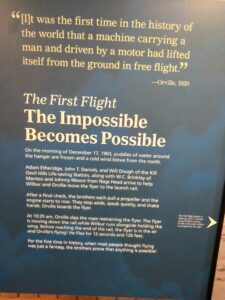 “[I]t was the first time in the history of
the world that a machine carrying a
man and driven by a motor had lifted
itself from the ground in free flight.”
—Orville, 1920
The First Flight
The Impossible
Becomes Possible
On the morning of December 17, 1903, puddles of water around
the hangar are frozen and a cold wind blows from the north.
Adam Etheridge, John T. Daniels, and Will Dough of the Kill
Devil Hills Life-saving Station, along with W.C. Brinkley of
Manteo and Johnny Moore from Nags Head arrive to help
Wilbur and Orville move the flyer to the launch rail.
After a final check, the brothers each pull a propeller and the
engine starts to roar. They step aside, speak quietly, and shake
hands. Orville boards the flyer.
At 10:35 am, Orville slips the rope restraining the flyer. The flyer
is moving down the rail while Wilbur runs alongside holding the
wing. Before reaching the end of the rail, the flyer is in the air
and Orville's flying! He flies for 12 seconds and 120 feet.
For the first time in history, when most people thought flying
was just a fantasy, the brothers prove that anything is possible!